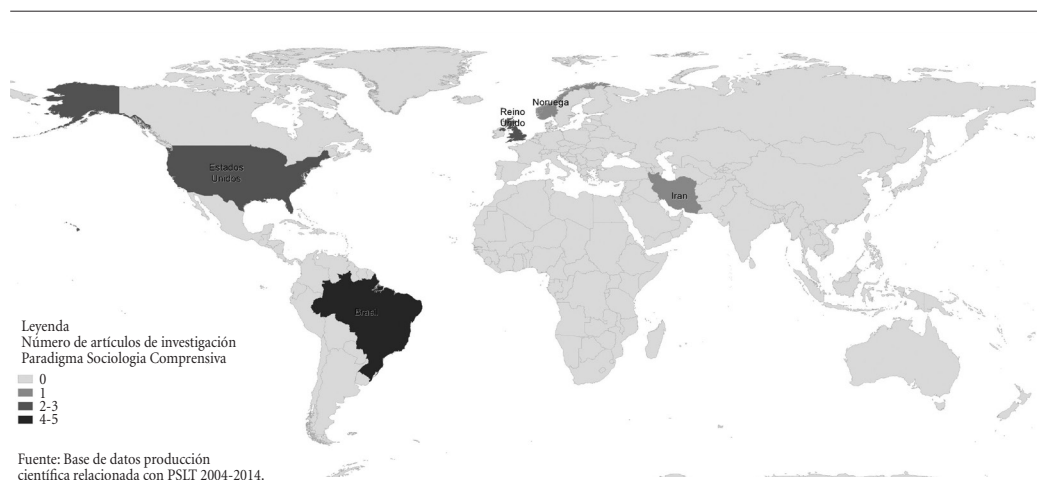 Noruega
Reino
Unido
Estados
Unidos
Iran
Brasil
Leyenda
Número de artículos de investigación
Paradigma Sociologia Comprensiva
0
1
2-3
4-5
Fuente: Base de datos producción
científica relacionada con PSLT 2004-2014.